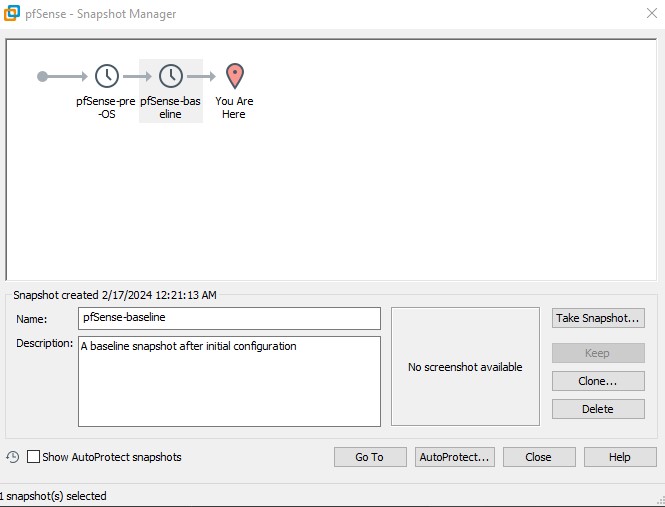 pfSense - Snapshot Manager
pfSense-pre
-OS
pfSense-bas
eline
You Are
Here
Snapshot created 2/17/2024 12:21:13 AM
Name:
pfSense-baseline
Description:
A baseline snapshot after initial configuration
No screenshot available
Take Snapshot...
Keep
Clone...
Delete
Show AutoProtect snapshots
Go To
AutoProtect...
Close
Help
1 snapshot(s) selected